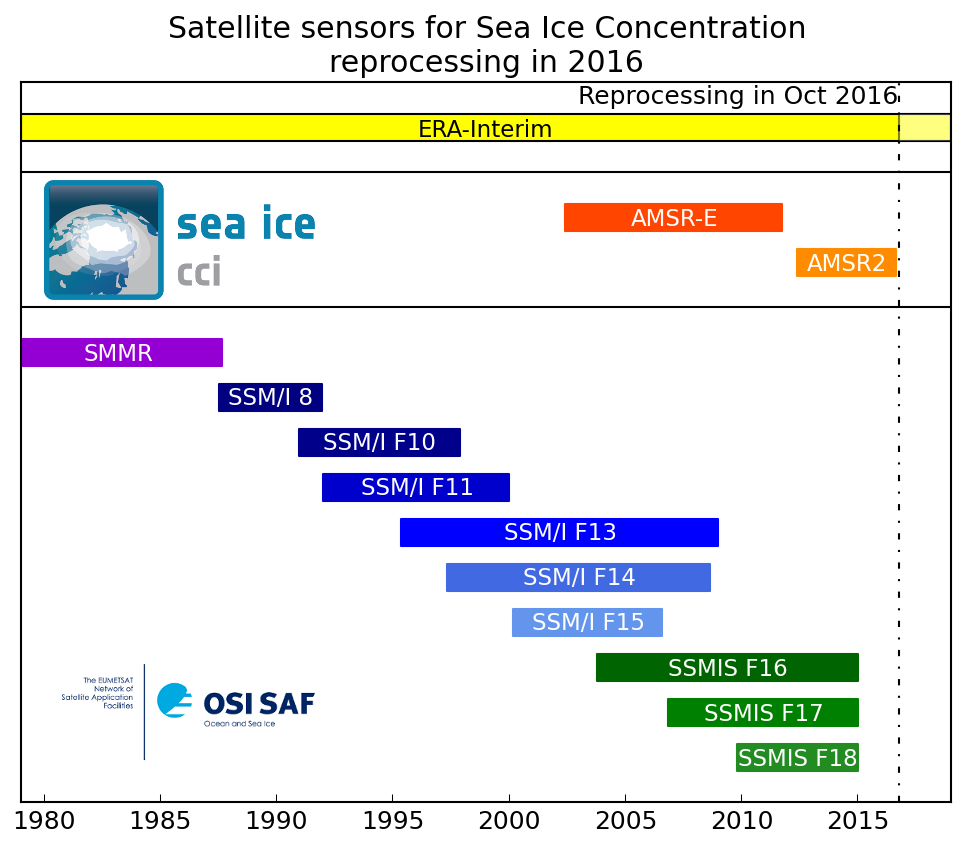 Satellite sensors for Sea Ice Concentration
reprocessing in 2016
Reprocessing in Oct 2016
ERA-Interim
sea ice
cci
AMSR-E
AMSR2
SMMR
SSM/I 8
SSM/I F10
SSM/I F11
SSM/I F13
SSM/I F14
SSM/I F15
SSMIS F16
SSMIS F17
SSMIS F18
The EUMETSAT
Network of
Satellite Application
Facilities
OSI SAF
Ocean and Sea Ice
1980 1985 1990 1995 2000 2005 2010 2015